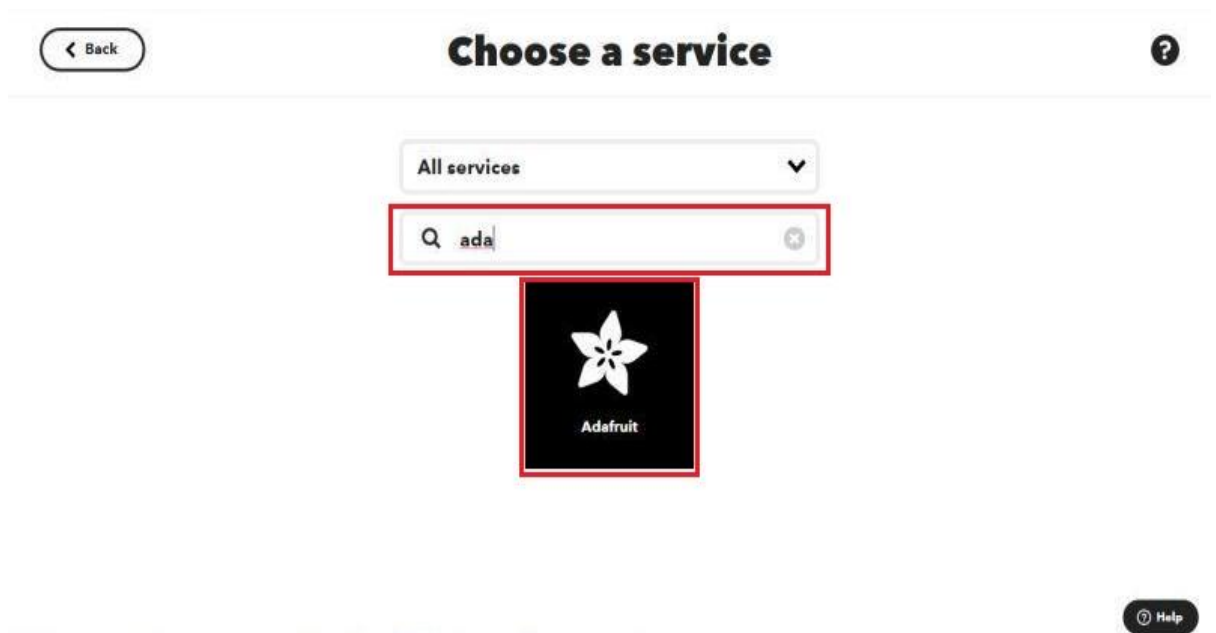 Back
Choose a service
?
All services
ada
Adafruit
? Help